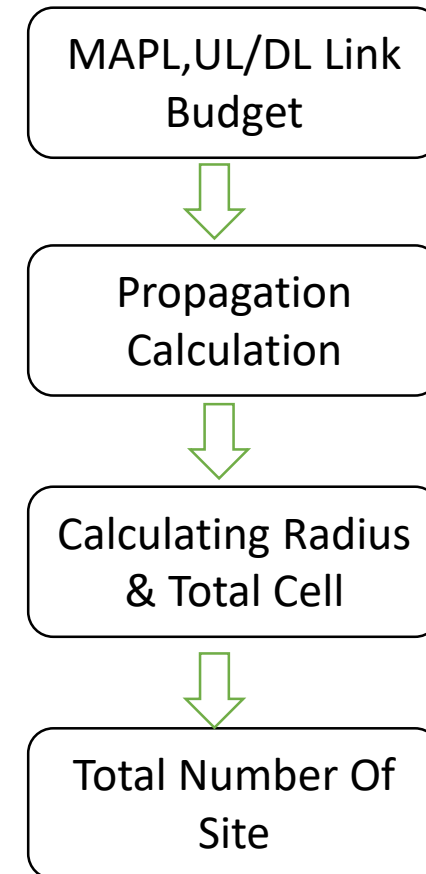 MAPL,UL/DL Link
Budget
Propagation
Calculation
Calculating Radius
& Total Cell
Total Number Of
Site